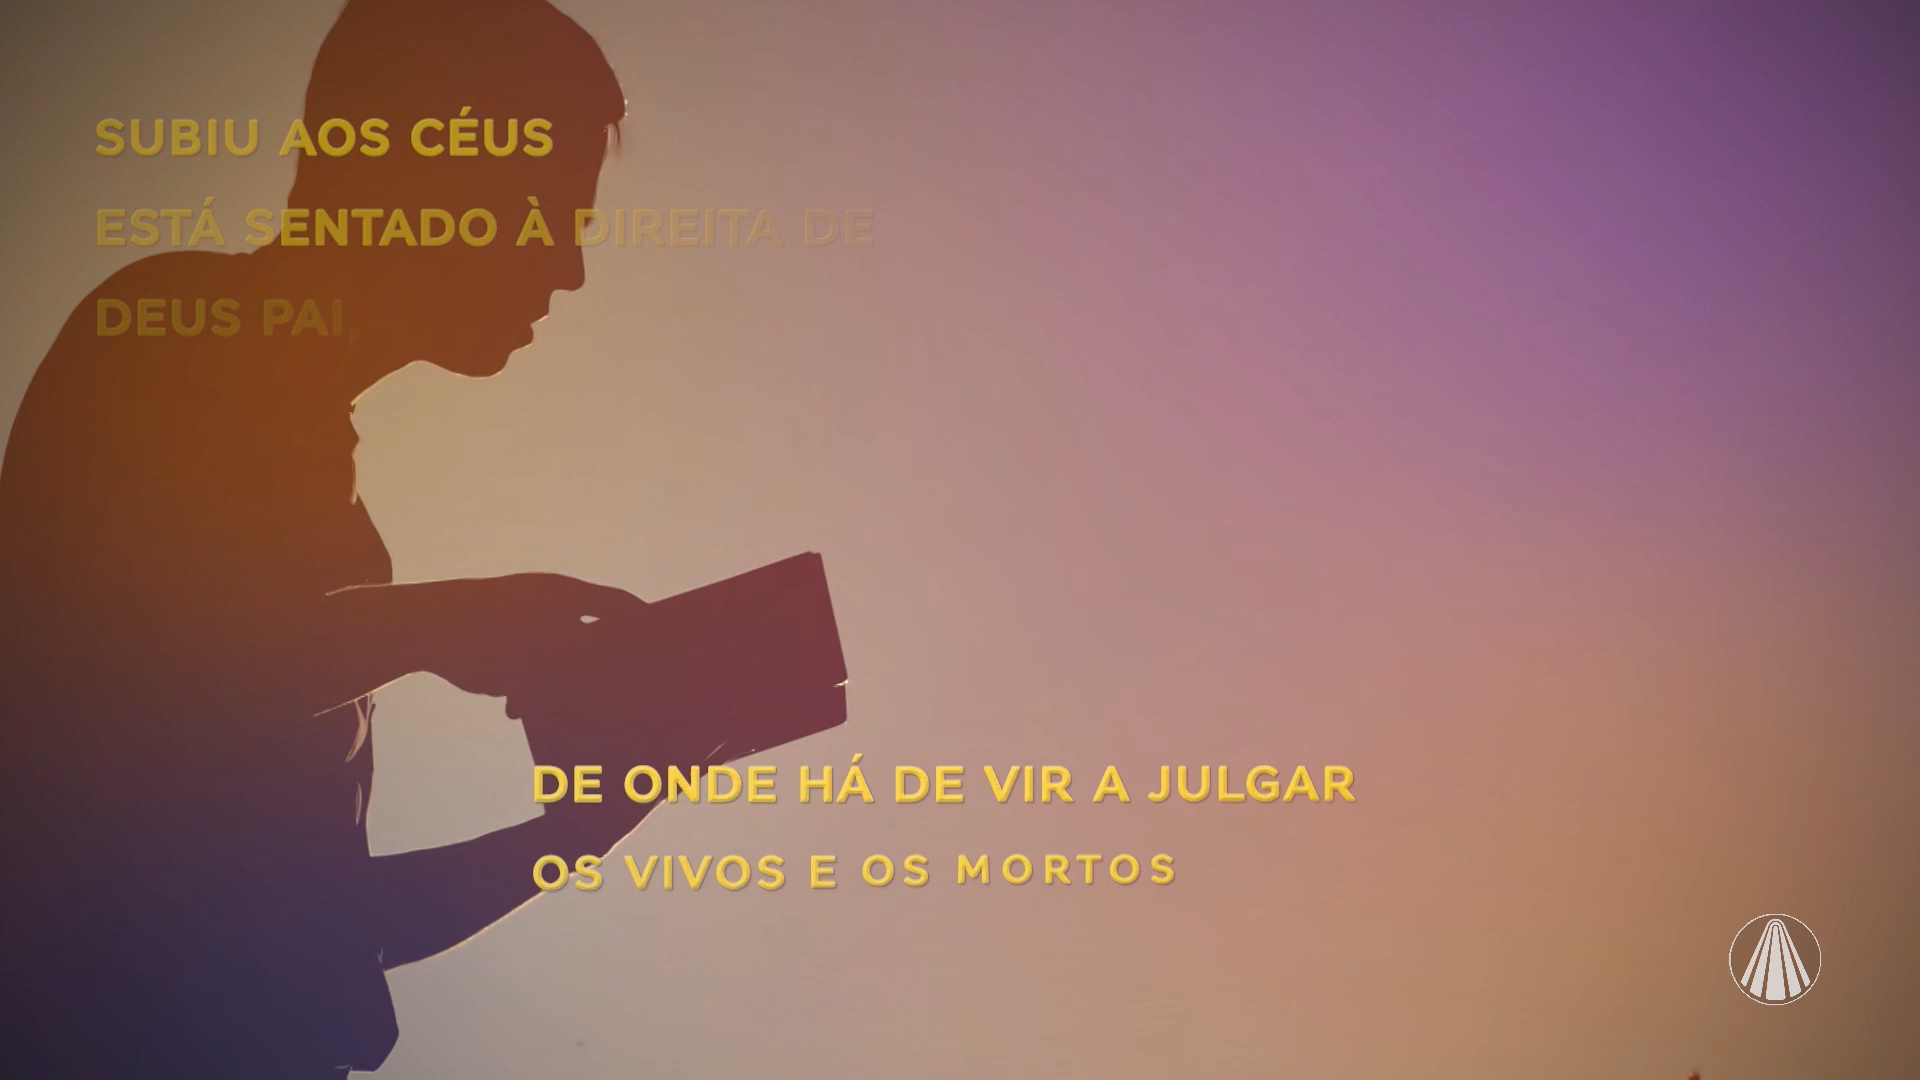 SUBIU AOS CÉUS
ESTÁ SENTADO À DIREITA DE
DEUS PAI,
DE ONDE HÁ DE VIR A JULGAR
OS VIVOS E OS MORTOS